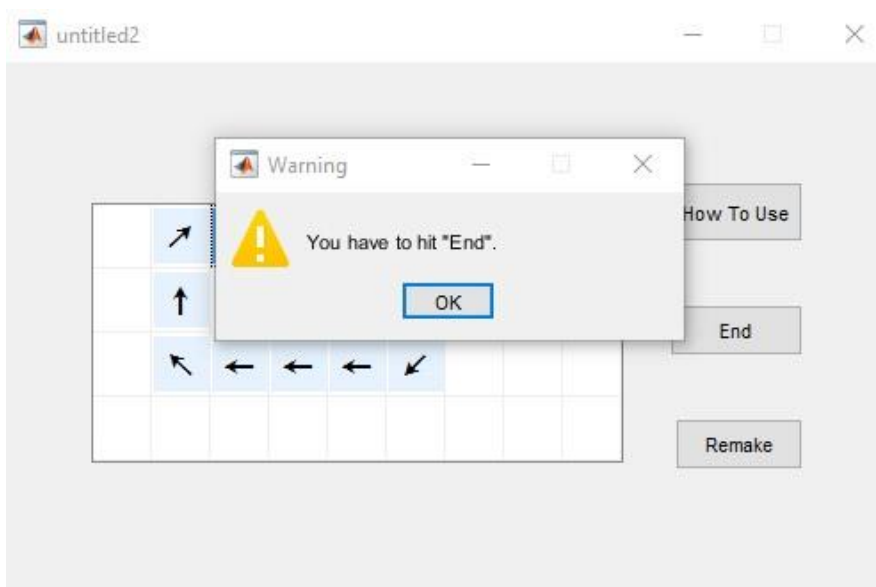 untitled2
Warning
You have to hit "End".
OK
How To Use
End
Remake